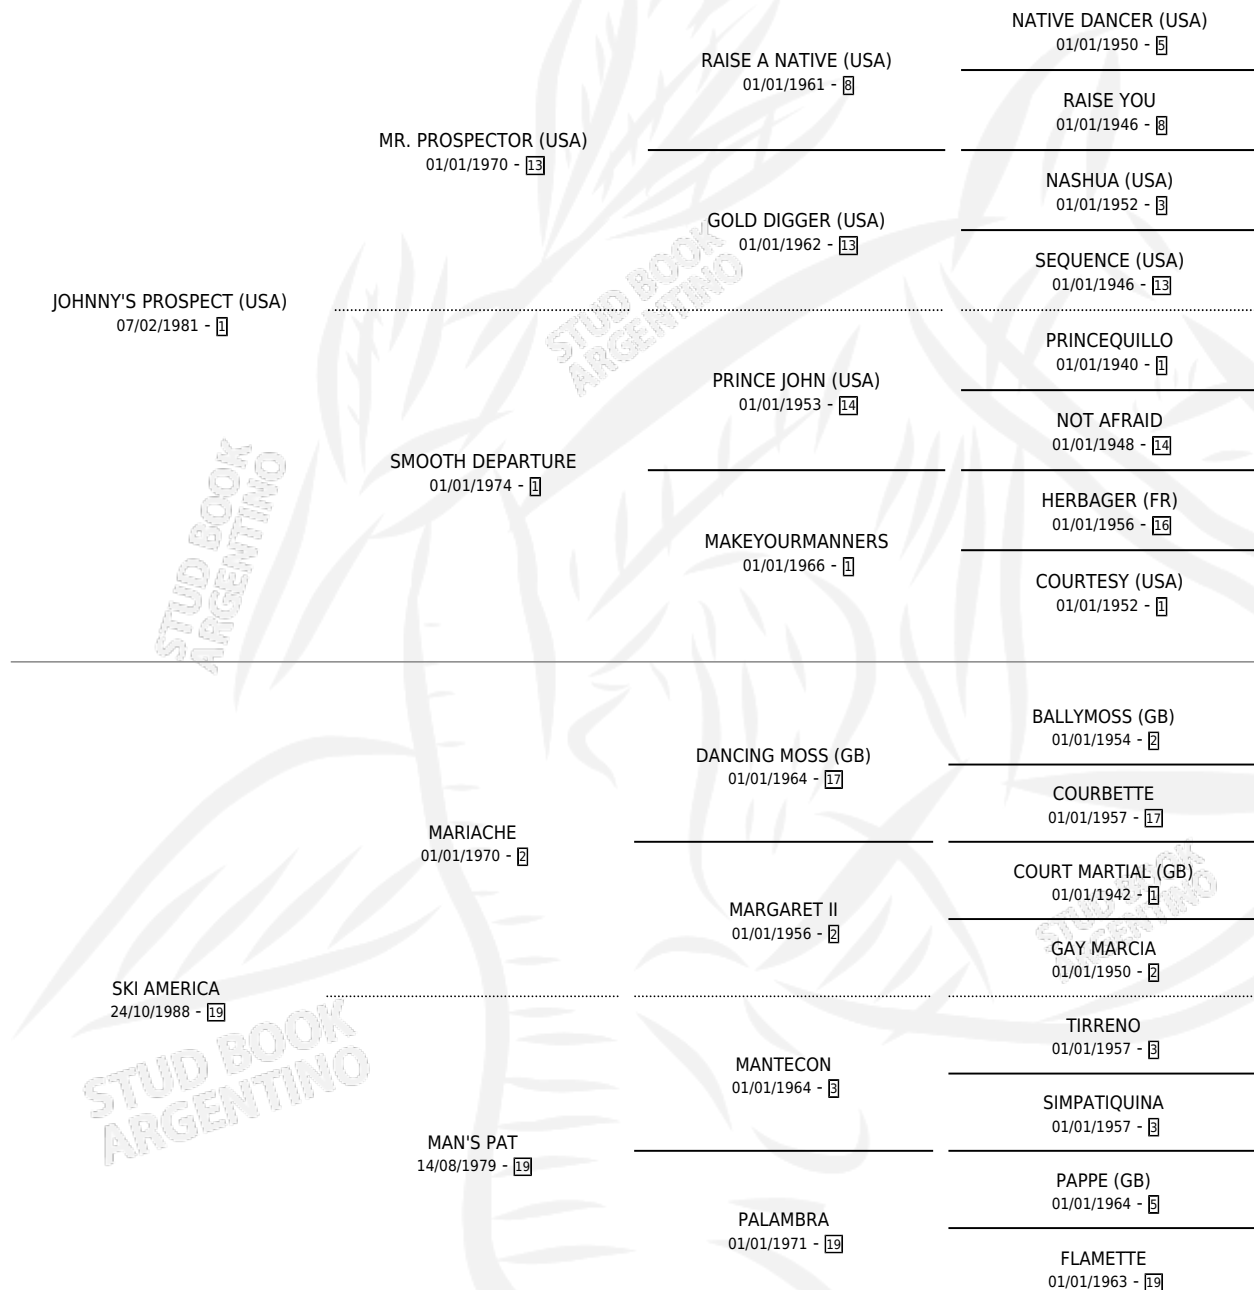 NATIVE DANCER (USA)
01/01/1950 - 5
RAISE A NATIVE (USA)
01/01/1961 - 8
RAISE YOU
01/01/1946 - 8
MR. PROSPECTOR (USA)
01/01/1970 - 13
NASHUA (USA)
01/01/1952 - 3
GOLD DIGGER (USA)
01/01/1962 - 13
SEQUENCE (USA)
01/01/1946 - 13
JOHNNY'S PROSPECT (USA)
07/02/1981 - 1
PRINCEQUILLO
01/01/1940 - 1
PRINCE JOHN (USA)
01/01/1953 - 14
NOT AFRAID
01/01/1948 - 14
SMOOTH DEPARTURE
01/01/1974 - 1
HERBAGER (FR)
01/01/1956 - 16
MAKEYOURMANNERS
01/01/1966 - 1
COURTESY (USA)
01/01/1952 - 1
BALLYMOSS (GB)
01/01/1954 - 2
DANCING MOSS (GB)
01/01/1964 - 17
COURBETTE
01/01/1957 - 17
MARIACHE
01/01/1970 - 2
COURT MARTIAL (GB)
01/01/1942 - 1
MARGARET II
01/01/1956 - 2
GAY MARCIA
01/01/1950 - 2
SKI AMERICA
24/10/1988 - 19
TIRRENO
01/01/1957 - 3
MANTECON
01/01/1964 - 3
SIMPATIQUINA
01/01/1957 - 3
MAN'S PAT
14/08/1979 - 19
PAPPE (GB)
01/01/1964 - 5
PALAMBRA
01/01/1971 - 19
FLAMETTE
01/01/1963 - 19
STUD BOOK
ARGENTINO
STUD BOOK
ARGENTINO
STUD BOOK
ARGENTINO
STUD BOOK
ARGENTINO